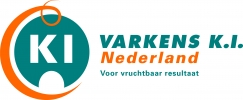 KI
VARKENS K.I.
Nederland
Voor vruchtbaar resultaat